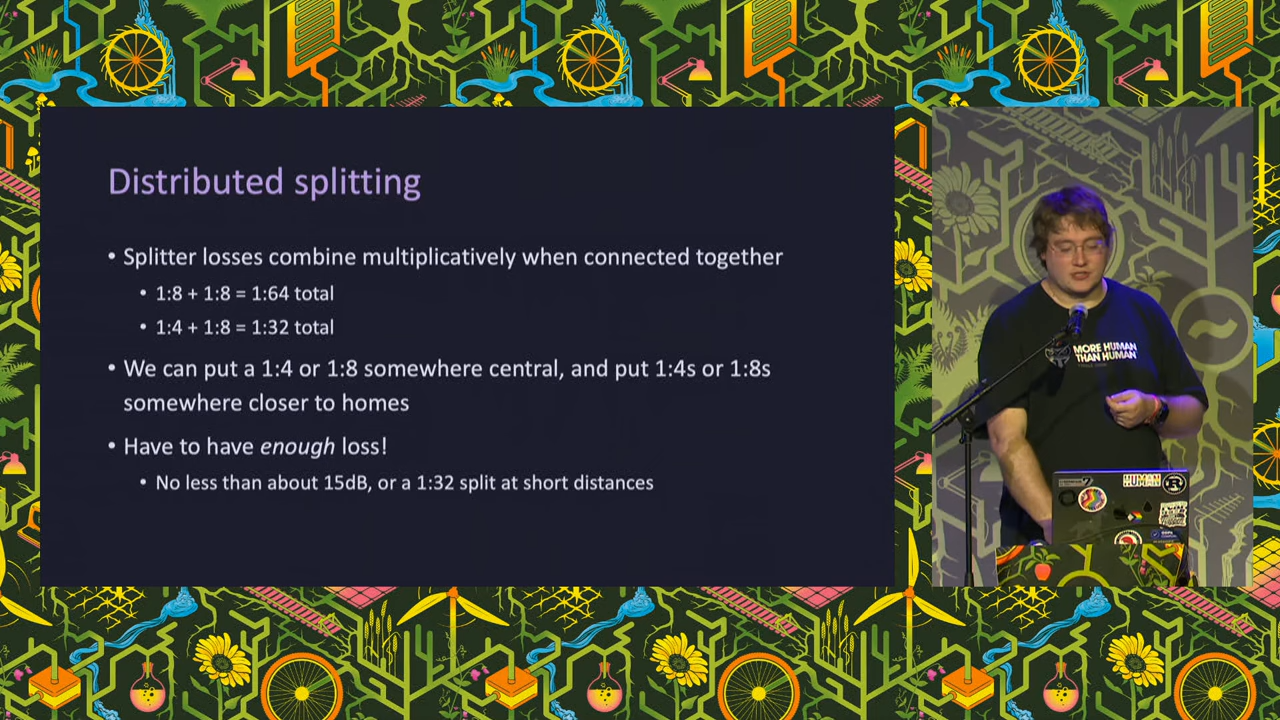 Distributed splitting
• Splitter losses combine multiplicatively when connected together
• 1:8 + 1:8 = 1:64 total
• 1:4 + 1:8 = 1:32 total
• We can put a 1:4 or 1:8 somewhere central, and put 1:4s or 1:8s
somewhere closer to homes
• Have to have enough loss!
• No less than about 15dB, or a 1:32 split at short distances
MORE HUMAN
THAN HUMAN
HUMAN
R